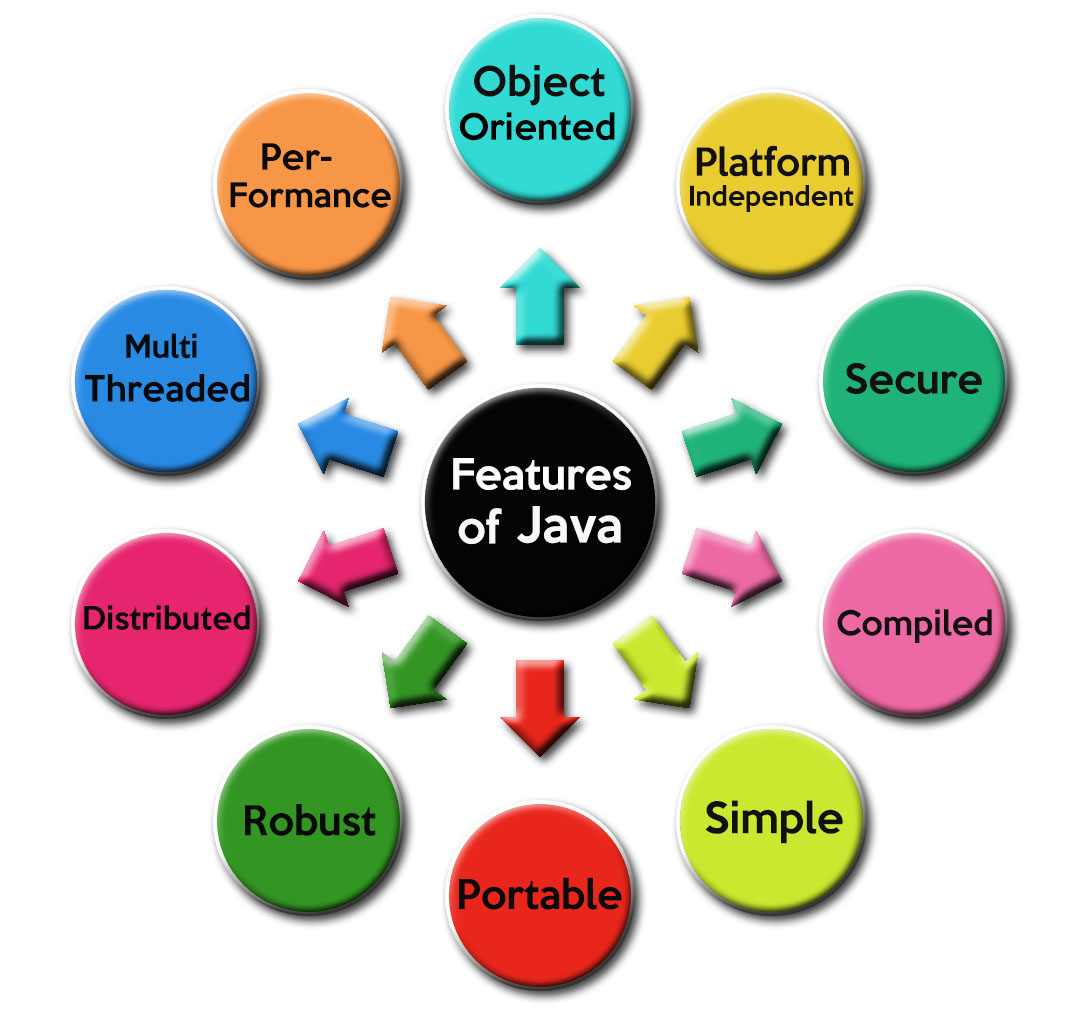 Features
of Java
Object
Oriented
Platform
Independent
Secure
Compiled
Simple
Portable
Robust
Distributed
Multi
Threaded
Per-
Formance